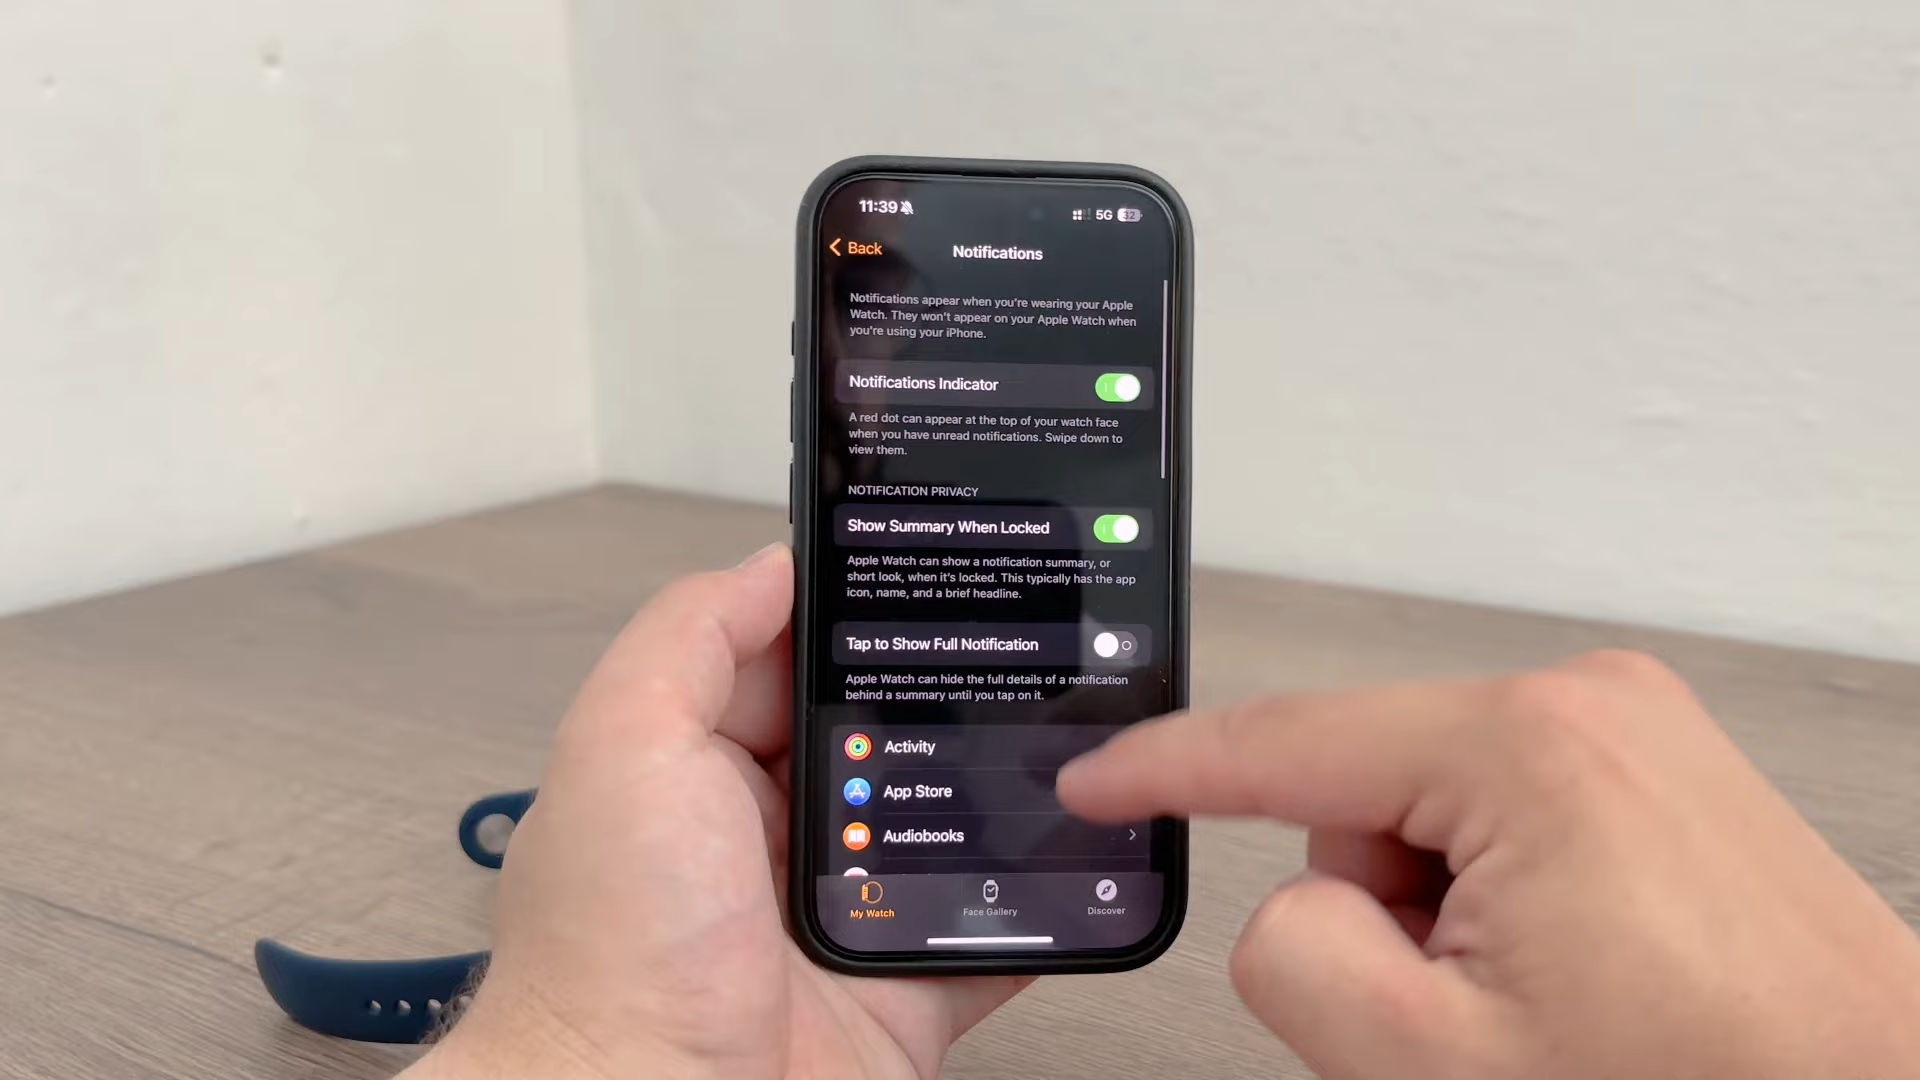 11:39
5G 32
Back
Notifications
Notifications appear when you're wearing your Apple
Watch. They won't appear on your Apple Watch when
you're using your iPhone.
Notifications Indicator
A red dot can appear at the top of your watch face
when you have unread notifications. Swipe down to
view them.
NOTIFICATION PRIVACY
Show Summary When Locked
Apple Watch can show a notification summary, or
short look, when it's locked. This typically has the app
icon, name, and a brief headline.
Tap to Show Full Notification
Apple Watch can hide the full details of a notification
behind a summary until you tap on it.
Activity
App Store
Audiobooks
My Watch
Face Gallery
Discover